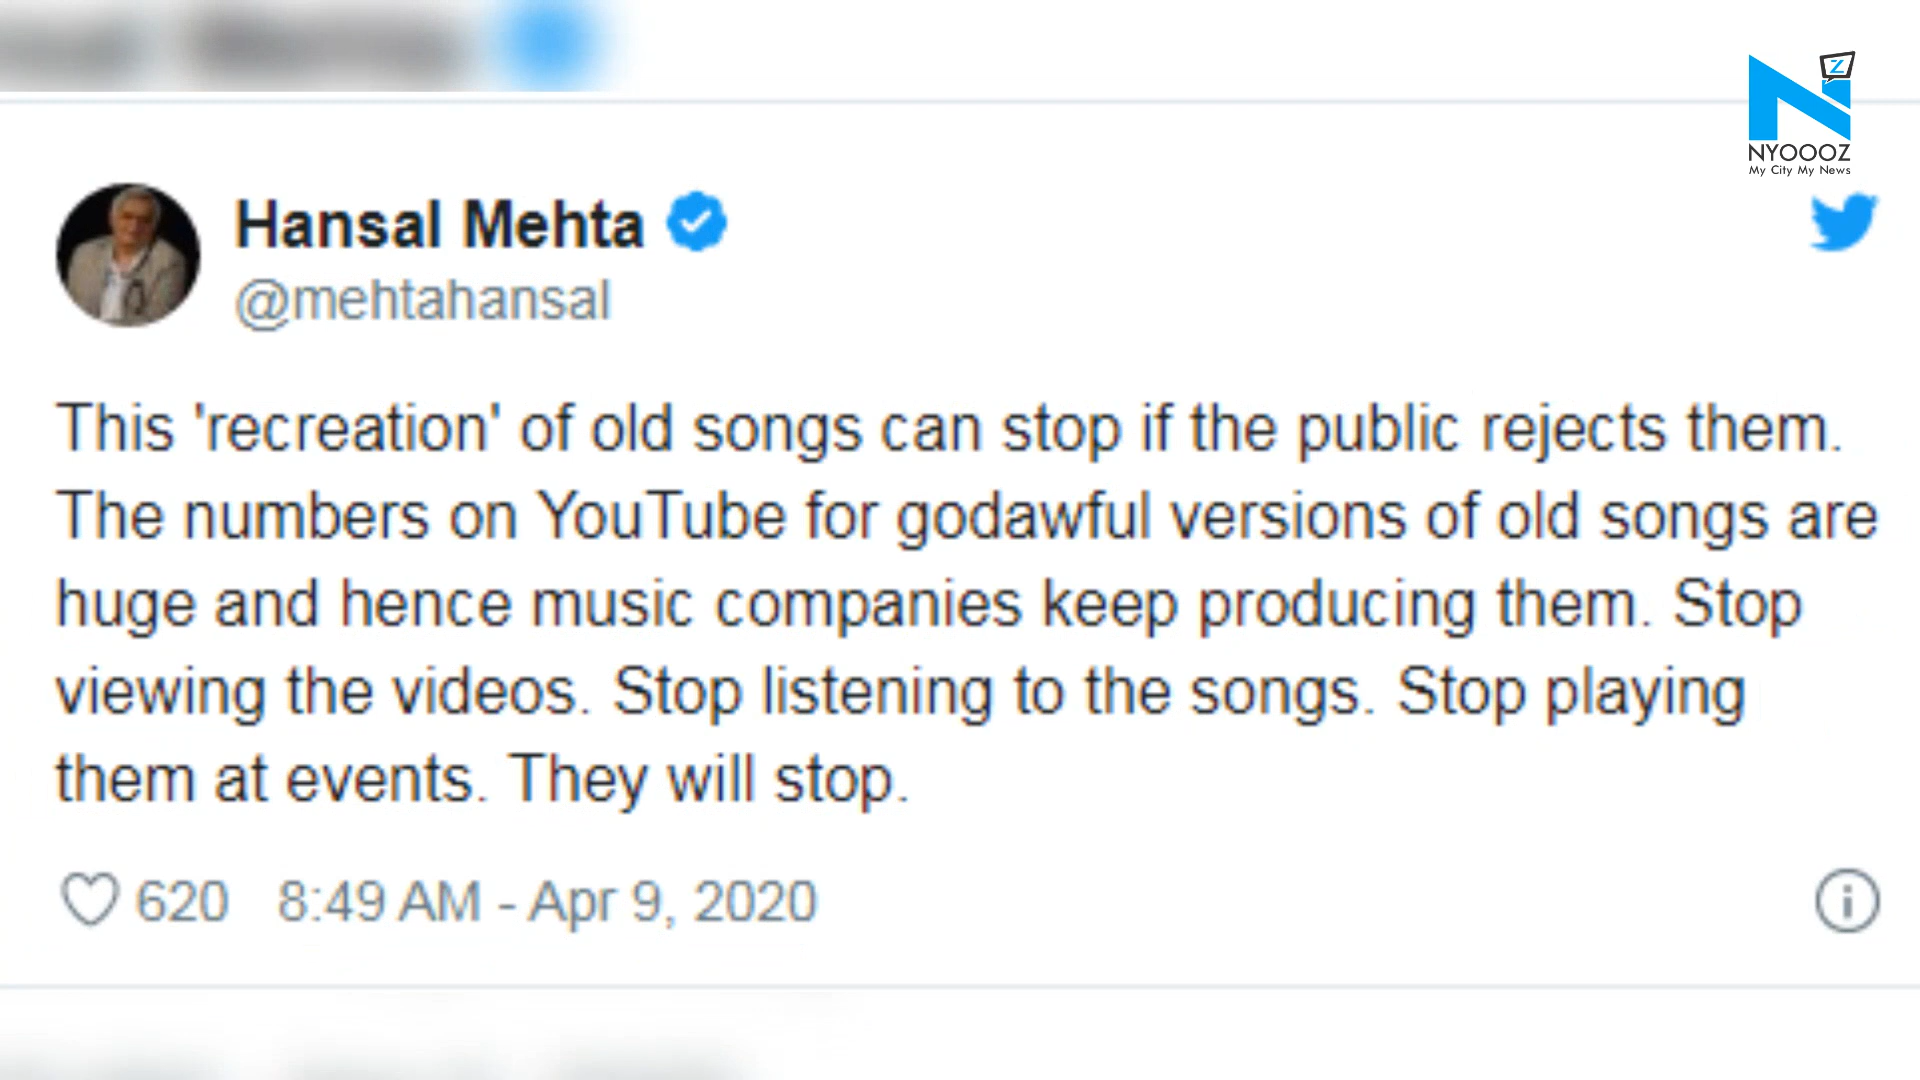 Z
NYOOOZ
My City My News
Hansal Mehta
@mehtahansal
This 'recreation' of old songs can stop if the public rejects them.
The numbers on YouTube for godawful versions of old songs are
huge and hence music companies keep producing them. Stop
viewing the videos. Stop listening to the songs. Stop playing
them at events. They will stop.
620 8:49 AM - Apr 9, 2020